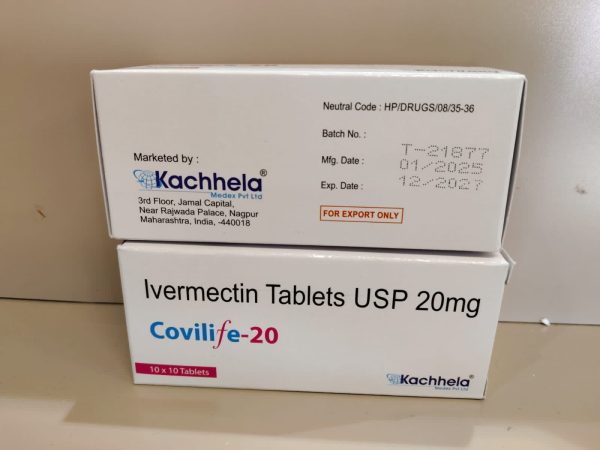 Neutral Code : HP/DRUGS/08/35-36
Batch No. :
T-21877
Mfg. Date :
01/2025
Exp. Date :
12/2027
FOR EXPORT ONLY
Marketed by :
Kachhela®
Medex Pvt Ltd
3rd Floor, Jamal Capital,
Near Rajwada Palace, Nagpur
Maharashtra, India, -440018
Ivermectin Tablets USP 20mg
Covilife-20
10 x 10 Tablets
Kachhela®
Medex Pvt Ltd